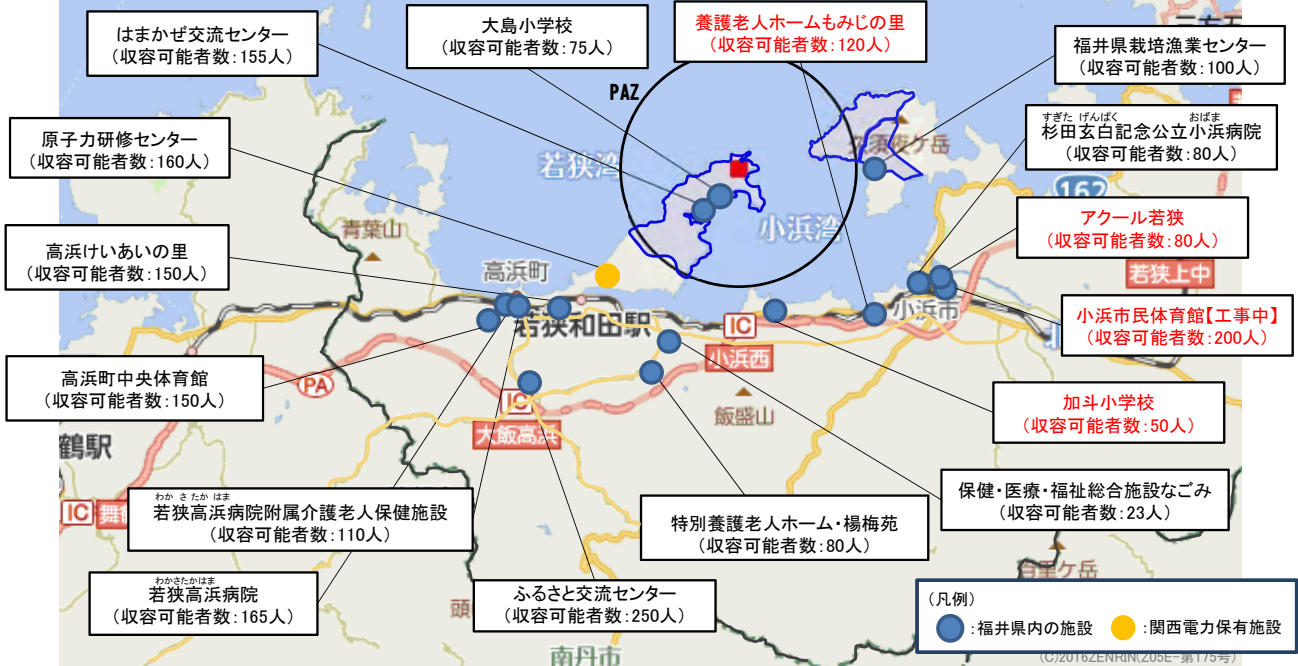 はまかぜ交流センター
(収容可能者数:155人)
大島小学校
(収容可能者数:75人)
養護老人ホームもみじの里
(収容可能者数:120人)
福井県栽培漁業センター
(収容可能者数:100人)
PAZ
すぎた げんぱく おばま
杉田玄白記念公立小浜病院
(収容可能者数:80人)
原子力研修センター
(収容可能者数:160人)
若狭湾
久須夜ケ岳
162
小浜湾
アクール若狭
(収容可能者数:80人)
青葉山
高浜けいあいの里
(収容可能者数:150人)
高浜町
若狭上中
小浜市
若狭和田駅
IC
小浜西
小浜市民体育館【工事中】
(収容可能者数:200人)
高浜町中央体育館
(収容可能者数:150人)
PA
IC
大飯高浜
飯盛山
加斗小学校
(収容可能者数:50人)
鶴駅
IC
舞鶴
わかさたかはま
若狭高浜病院附属介護老人保健施設
(収容可能者数:110人)
特別養護老人ホーム・楊梅苑
(収容可能者数:80人)
保健・医療・福祉総合施設なごみ
(収容可能者数:23人)
わかさたかはま
若狭高浜病院
(収容可能者数:165人)
頭
ふるさと交流センター
(収容可能者数:250人)
南丹市
(凡例)
:福井県内の施設
:関西電力保有施設
(C)2016ZENRIN(Z05E-第175号)